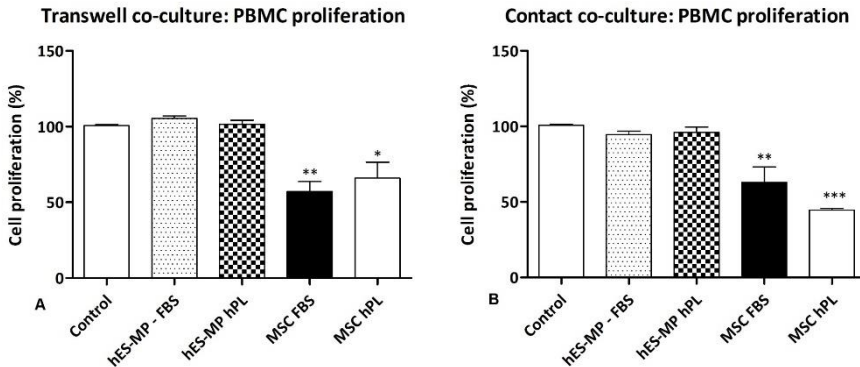 Transwell co-culture: PBMC proliferation
Cell proliferation (%)
150
100
50
0
**
*
A
Control
hES-MP - FBS
hES-MP hPL
MSC FBS
MSC hPL
Contact co-culture: PBMC proliferation
Cell proliferation (%)
150
100
50
0
**
***
B
Control
hES-MP - FBS
hES-MP hPL
MSC FBS
MSC hPL